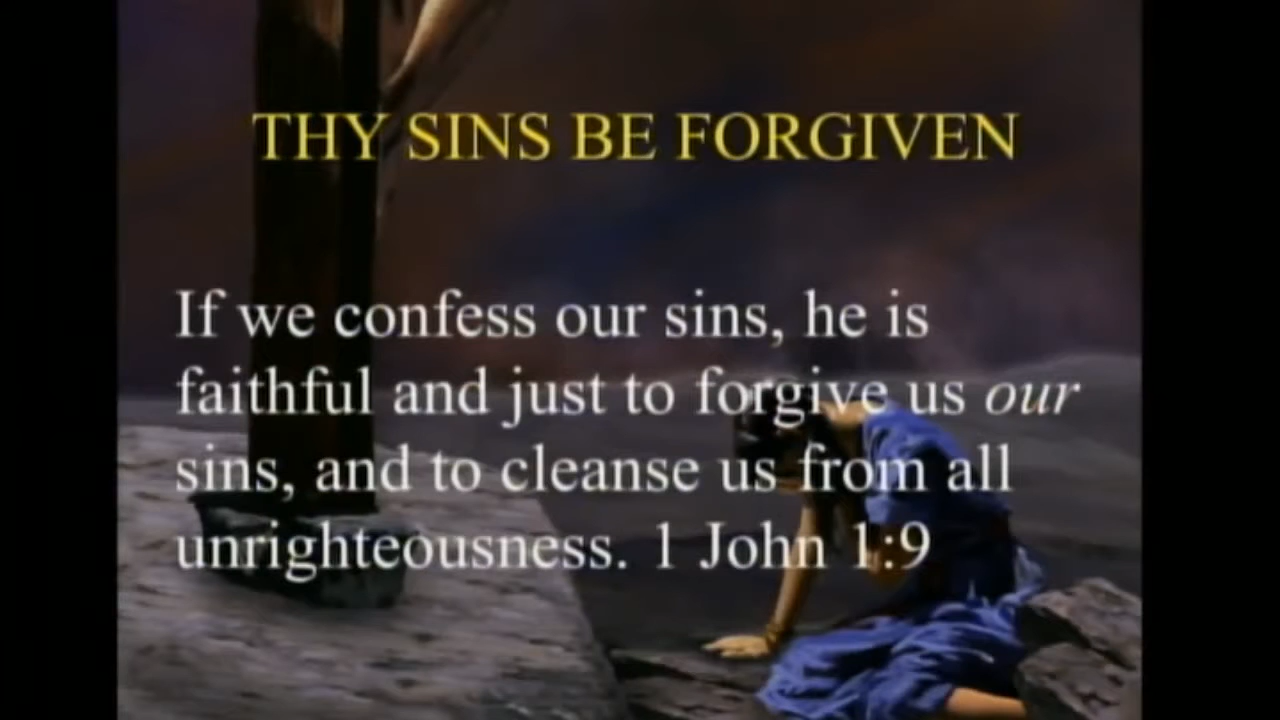 THY SINS BE FORGIVEN
If we confess our sins, he is
faithful and just to forgive us our
sins, and to cleanse us from all
unrighteousness. 1 John 1:9